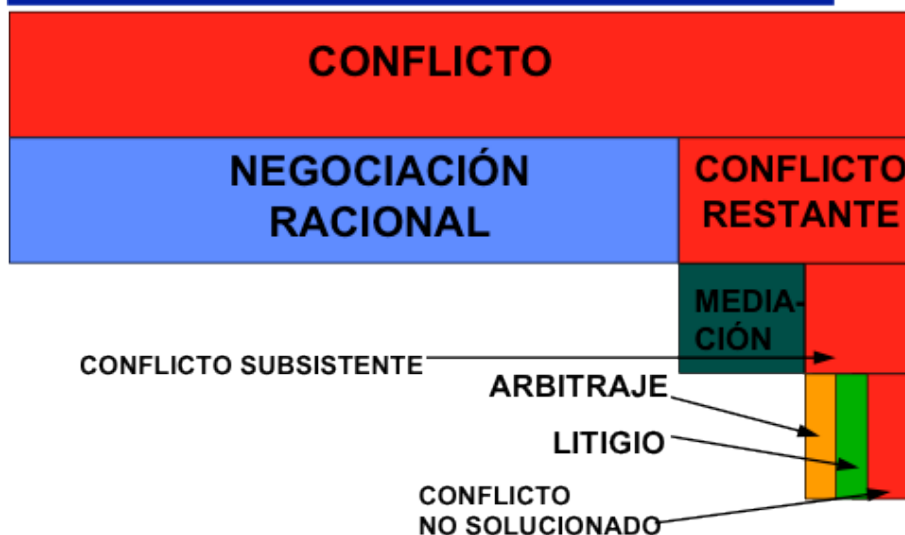 CONFLICTO
NEGOCIACIÓN
RACIONAL
CONFLICTO
RESTANTE
MEDIA-
CIÓN
CONFLICTO SUBSISTENTE
ARBITRAJE
LITIGIO
CONFLICTO
NO SOLUCIONADO